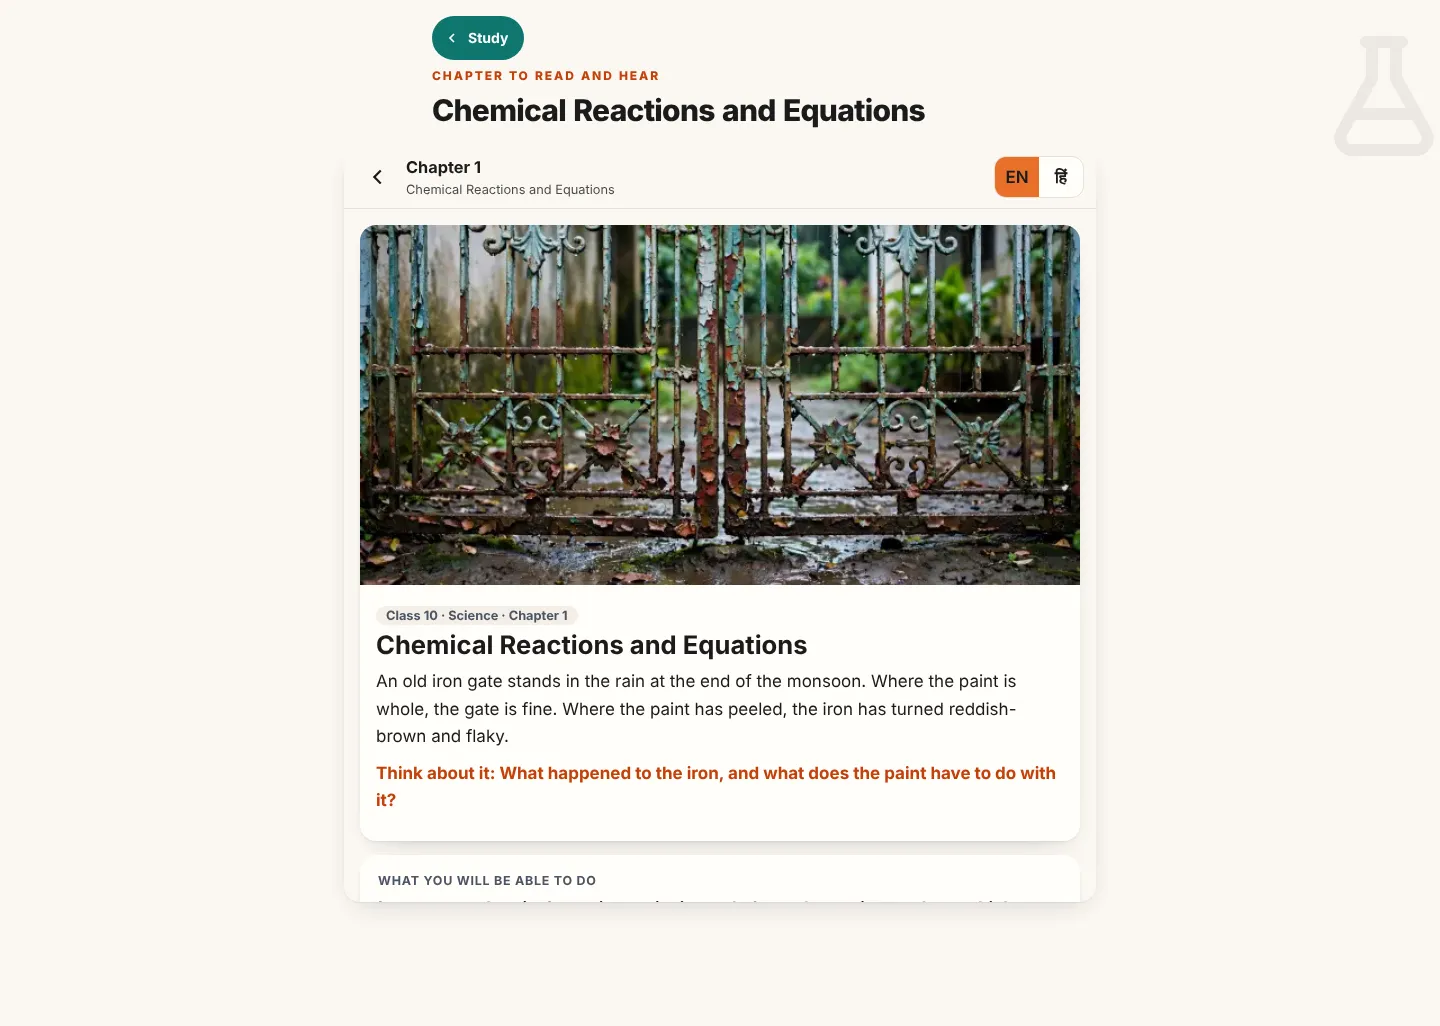 Study
CHAPTER TO READ AND HEAR
Chemical Reactions and Equations
Chapter 1
Chemical Reactions and Equations
EN
हिं
Class 10 · Science · Chapter 1
Chemical Reactions and Equations
An old iron gate stands in the rain at the end of the monsoon. Where the paint is
whole, the gate is fine. Where the paint has peeled, the iron has turned reddish-
brown and flaky.
Think about it: What happened to the iron, and what does the paint have to do with
it?
WHAT YOU WILL BE ABLE TO DO